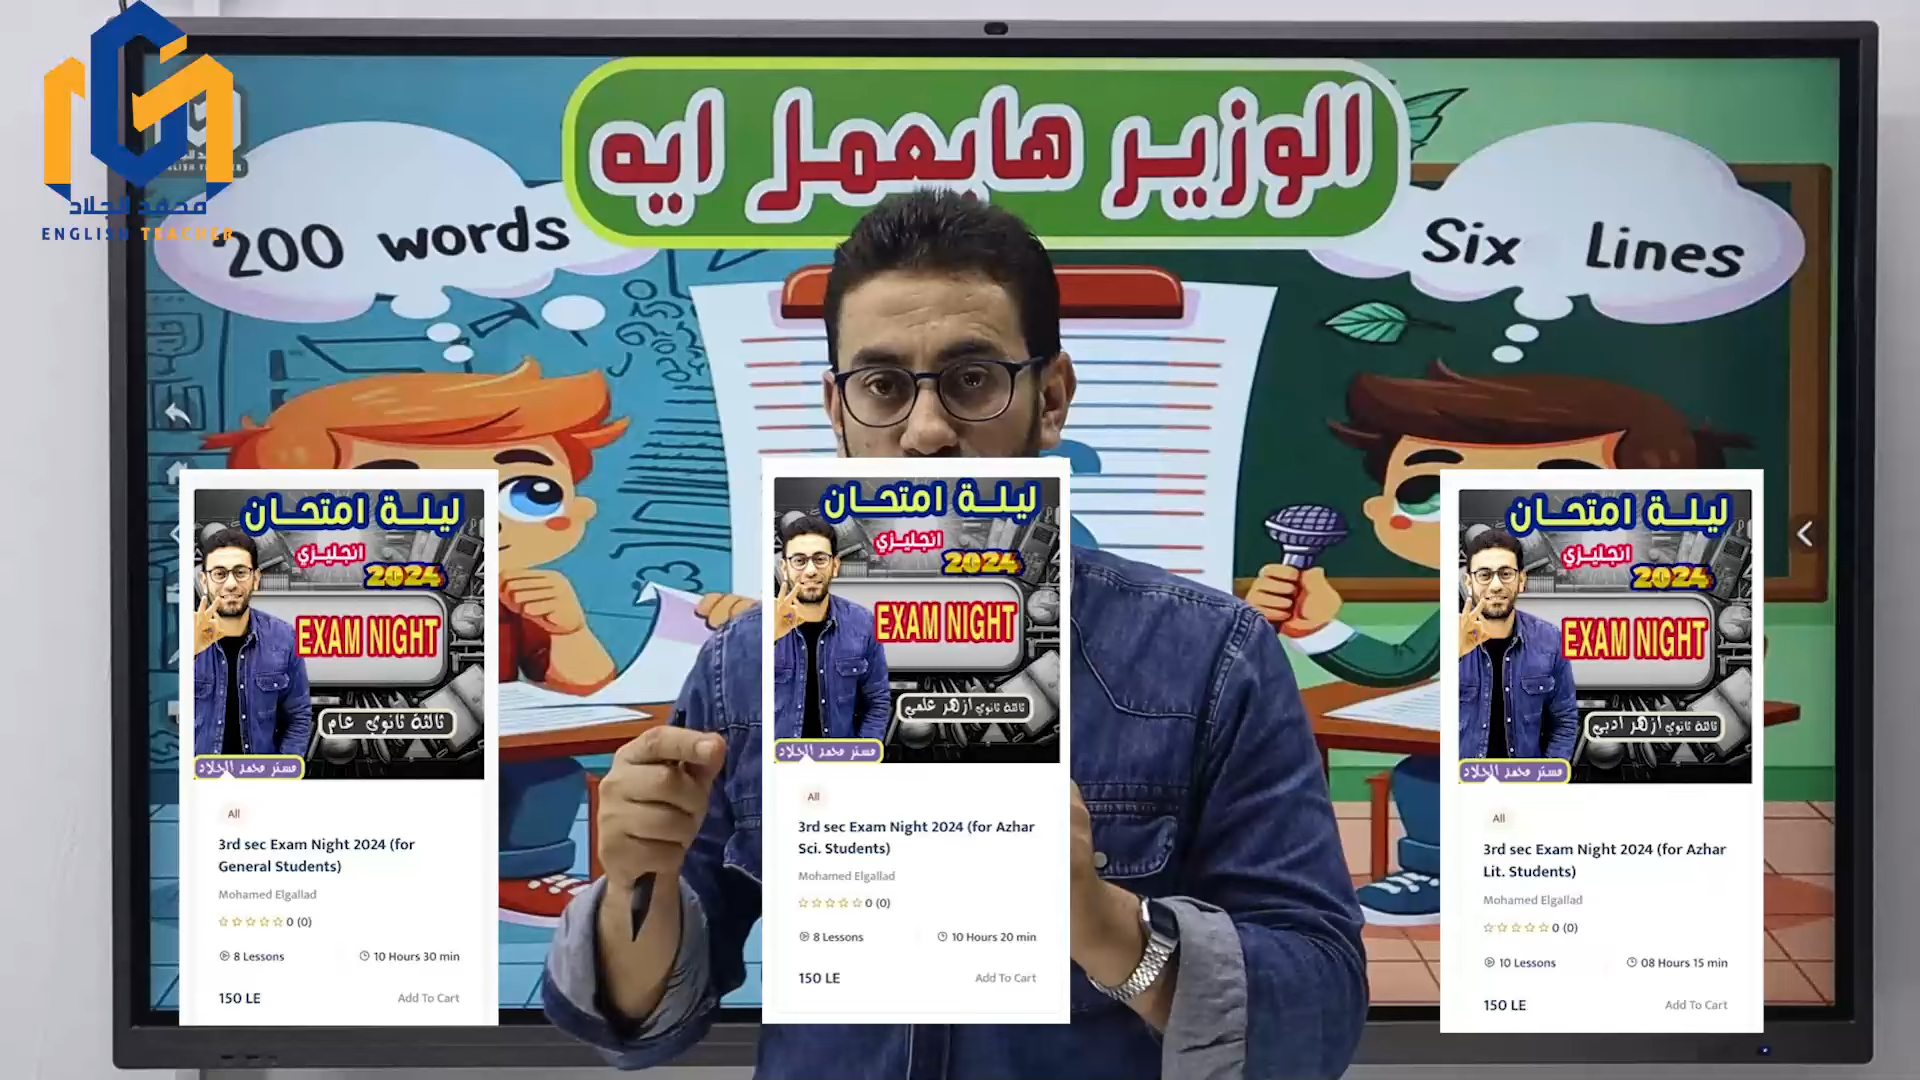 محمد الجلاد
ENGLISH TEACHER
الوزير هايعمل ايه
200 words
Six Lines
ليلة امتحان
انجليزي
2024
EXAM NIGHT
ثالثة ثانوي عام
مستر محمد الجلاد
All
3rd sec Exam Night 2024 (for
General Students)
Mohamed Elgallad
0 (0)
8 Lessons
10 Hours 30 min
150 LE
Add To Cart
ليلة امتحان
انجليزي
2024
EXAM NIGHT
ثالثة ثانوي ازهر علمي
مستر محمد الجلاد
All
3rd sec Exam Night 2024 (for Azhar
Sci. Students)
Mohamed Elgallad
0 (0)
8 Lessons
10 Hours 20 min
150 LE
Add To Cart
ليلة امتحان
انجليزي
2024
EXAM NIGHT
ثالثة ثانوي ازهر ادبي
مستر محمد الجلاد
All
3rd sec Exam Night 2024 (for Azhar
Lit. Students)
Mohamed Elgallad
0 (0)
10 Lessons
08 Hours 15 min
150 LE
Add To Cart